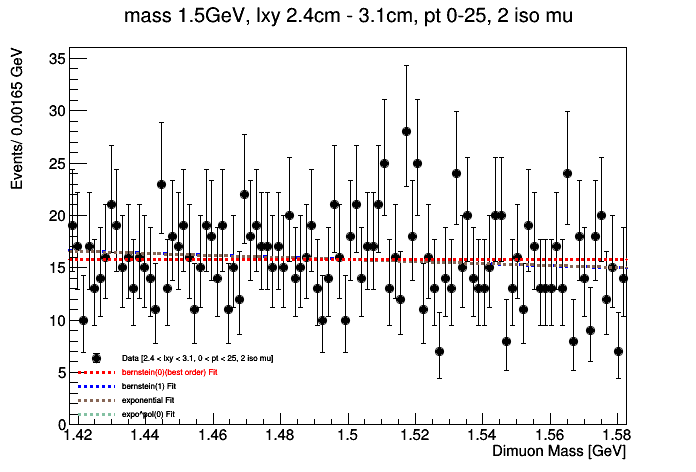 mass 1.5GeV, lxy 2.4cm - 3.1cm, pt 0-25, 2 iso mu
Events/ 0.00165 GeV
35
30
25
20
15
10
5
0
Data [2.4 < lxy < 3.1, 0 < pt < 25, 2 iso mu]
bernstein(0)(best order) Fit
bernstein(1) Fit
exponential Fit
expo*pol(0) Fit
1.42 1.44 1.46 1.48 1.5 1.52 1.54 1.56 1.58
Dimuon Mass [GeV]